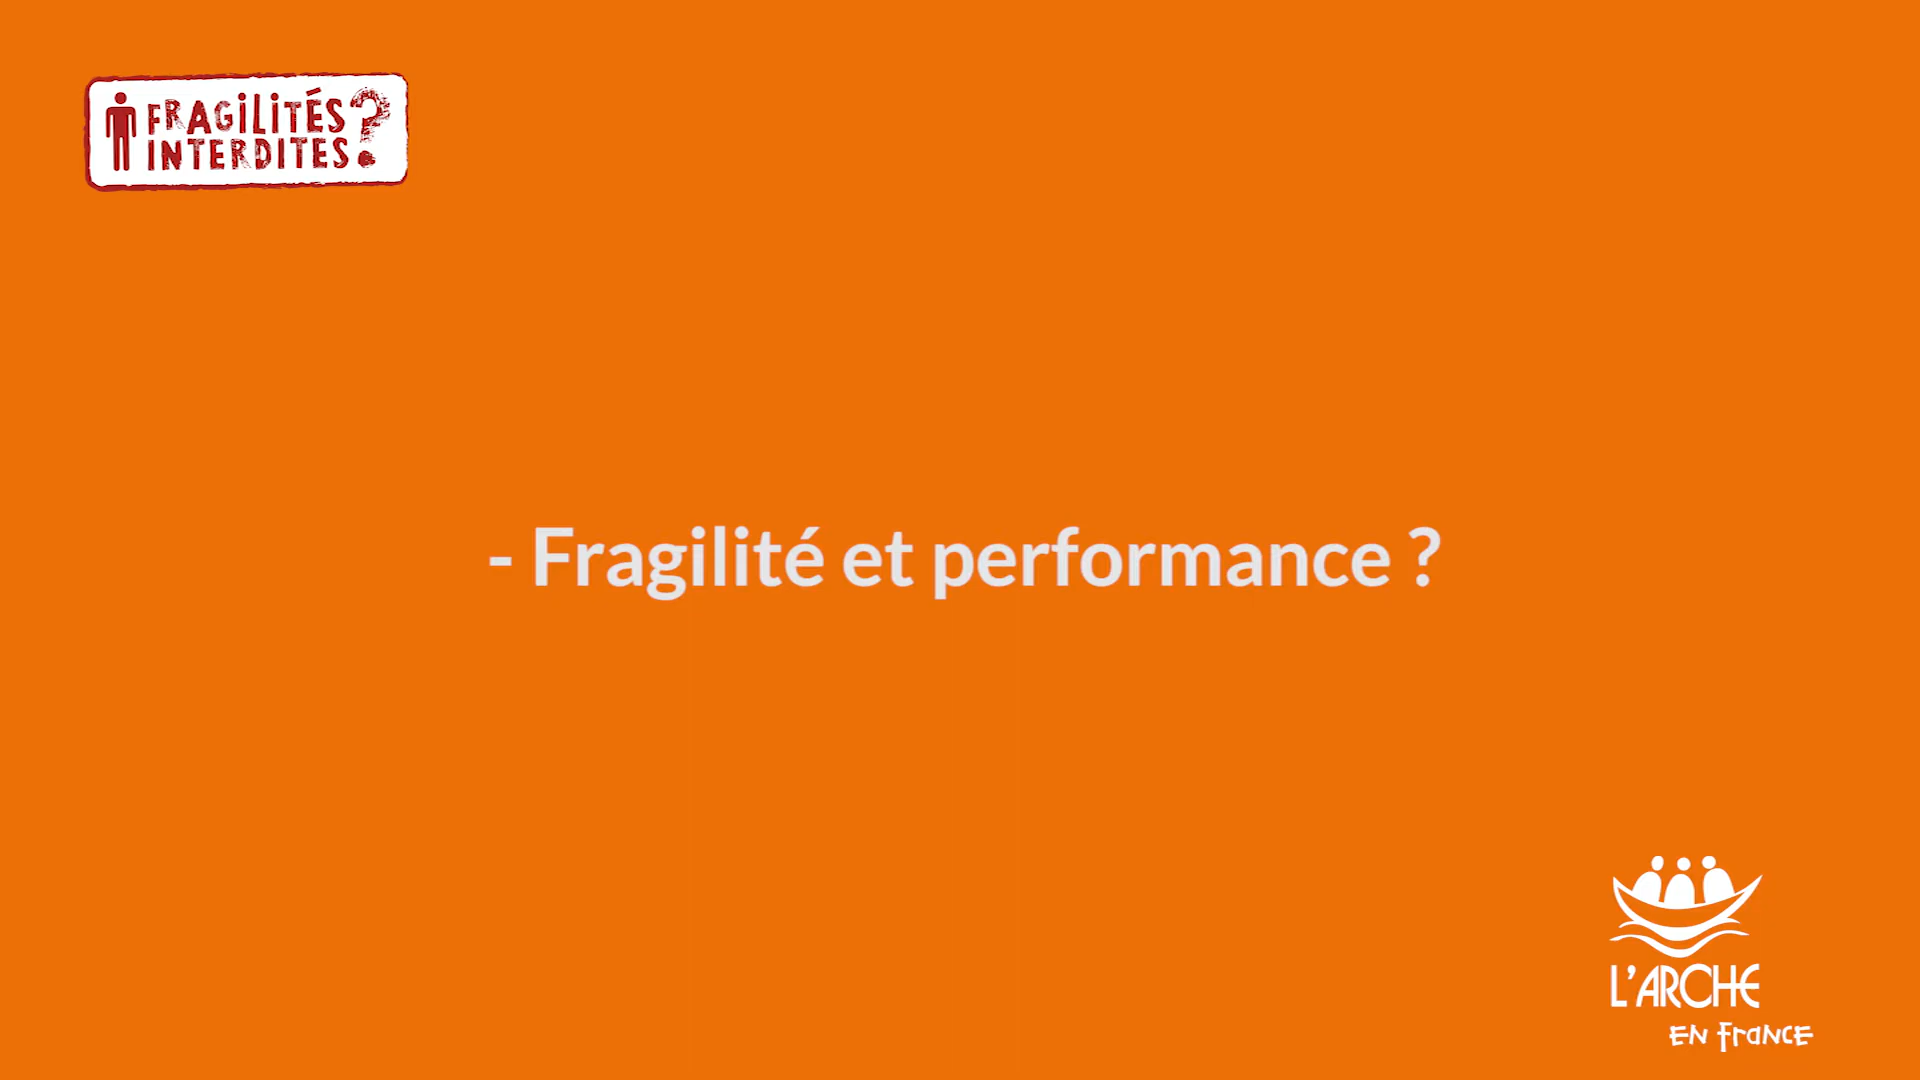 FRAGILITÉS
INTERDITES ?
- Fragilité et performance ?
L'ARCHE
EN FRANCE